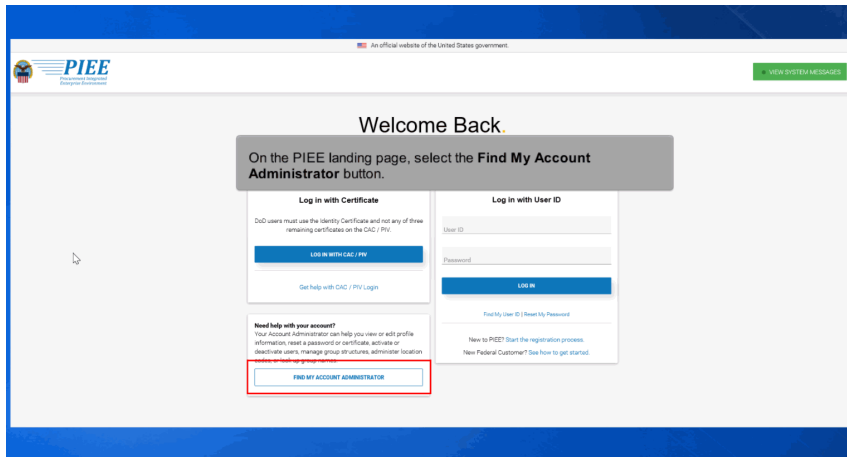 An official website of the United States government.
PIEE
Procurement Integrated
Enterprise Environment
VIEW SYSTEM MESSAGES
Welcome Back.
On the PIEE landing page, select the Find My Account
Administrator button.
Log in with Certificate
DoD users must use the Identity Certificate and not any of three
remaining certificates on the CAC / PIV.
LOG IN WITH CAC / PIV
Get help with CAC / PIV Login
Log in with User ID
User ID
Password
LOG IN
Find My User ID | Reset My Password
New to PIEE? Start the registration process.
New Federal Customer? See how to get started.
Need help with your account?
Your Account Administrator can help you view or edit profile
information, reset a password or certificate, activate or
deactivate users, manage group structures, administer location
codes, or look up group names.
FIND MY ACCOUNT ADMINISTRATOR